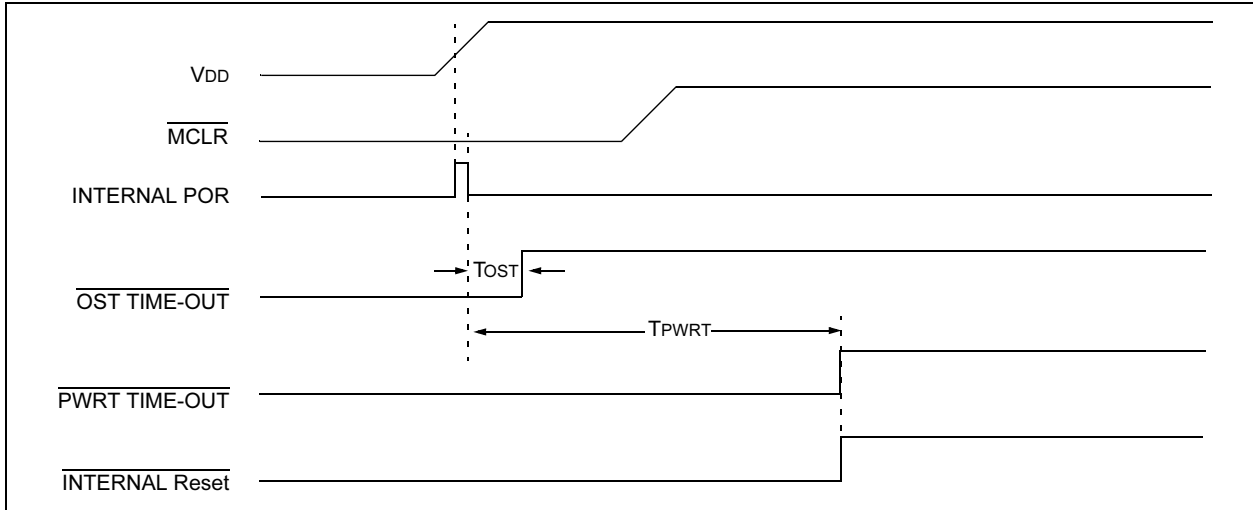 VDD
MCLR
INTERNAL POR
TOST
OST TIME-OUT
TPWRT
PWRT TIME-OUT
INTERNAL Reset